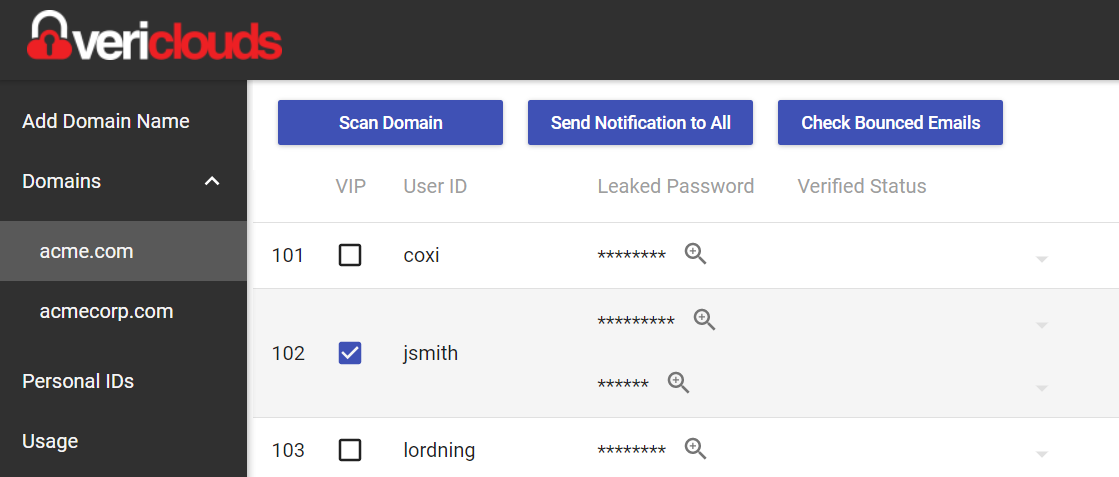 vericlouds
Add Domain Name
Domains
acme.com
acmecorp.com
Personal IDs
Usage
Scan Domain Send Notification to All Check Bounced Emails
VIP User ID Leaked Password Verified Status
101 coxi ********
102 jsmith *********
******
103 lordning ********